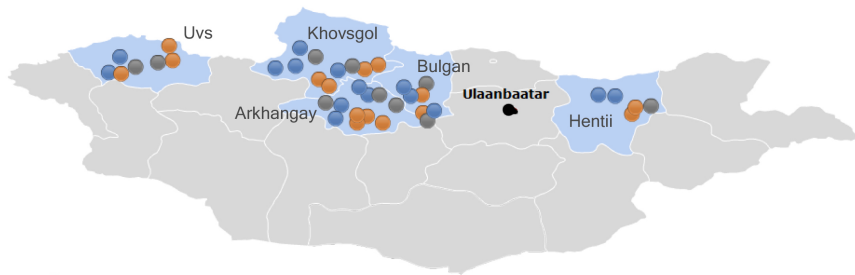 Uvs
Khovsgol
Bulgan
Ulaanbaatar
Arkhangay
Hentii